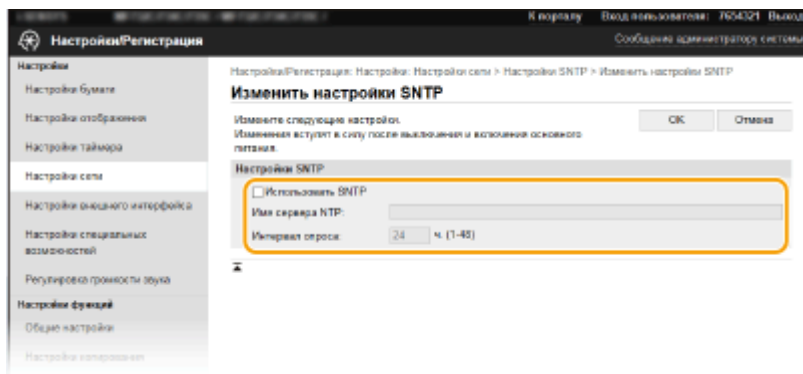 К порталу Вход пользователя: 7654321 Выход
Настройки/Регистрация
Сообщение администратору системы
Настройки
Настройки бумаги
Настройки отображения
Настройки таймера
Настройки сети
Настройки внешнего интерфейса
Настройки специальных
возможностей
Регулировка громкости звука
Настройки функций
Общие настройки
Настройки копирования
Настройки/Регистрация: Настройки: Настройки сети > Настройки SNTP > Изменить настройки SNTP
Изменить настройки SNTP
Измените следующие настройки.
Изменения вступят в силу после выключения и включения основного
питания.
OK Отмена
Настройки SNTP
Использовать SNTP
Имя сервера NTP:
Интервал опроса: 24 ч. (1-48)